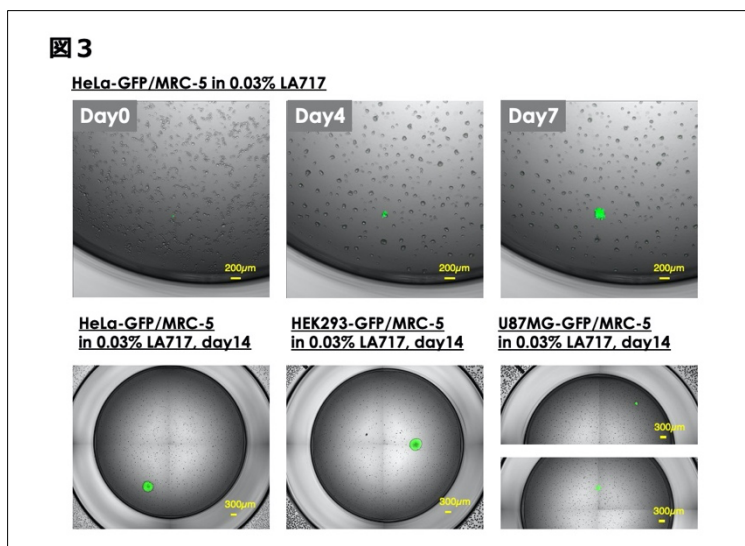 図３
HeLa-GFP/MRC-5 in 0.03% LA717
Day0
Day4
Day7
200μm
200μm
200μm
HeLa-GFP/MRC-5
in 0.03% LA717, day14
HEK293-GFP/MRC-5
in 0.03% LA717, day14
U87MG-GFP/MRC-5
in 0.03% LA717, day14
300μm
300μm
300μm
300μm